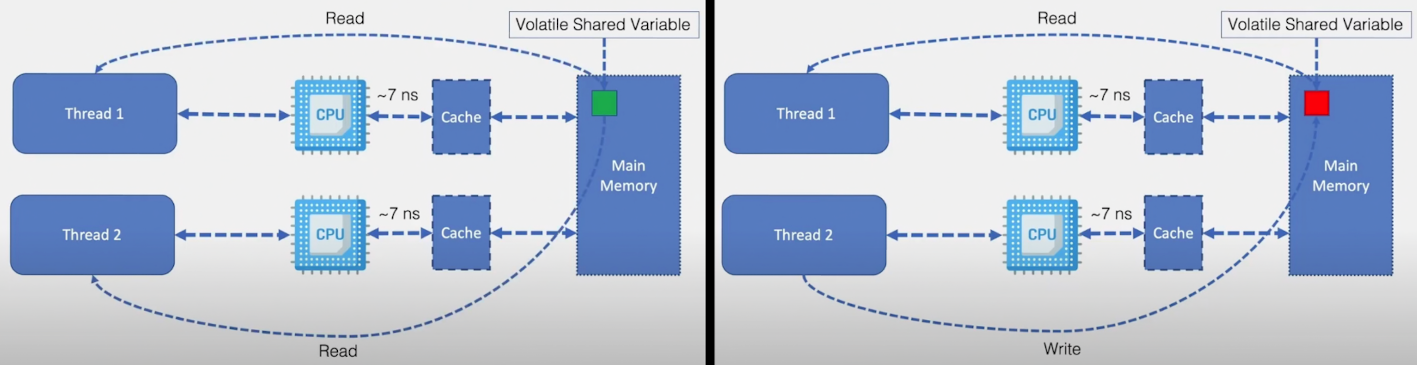 Read
Volatile Shared Variable
Thread 1
CPU
~7 ns
Cache
Main
Memory
Thread 2
CPU
~7 ns
Cache
Read
Read
Volatile Shared Variable
Thread 1
CPU
~7 ns
Cache
Main
Memory
Thread 2
CPU
~7 ns
Cache
Write